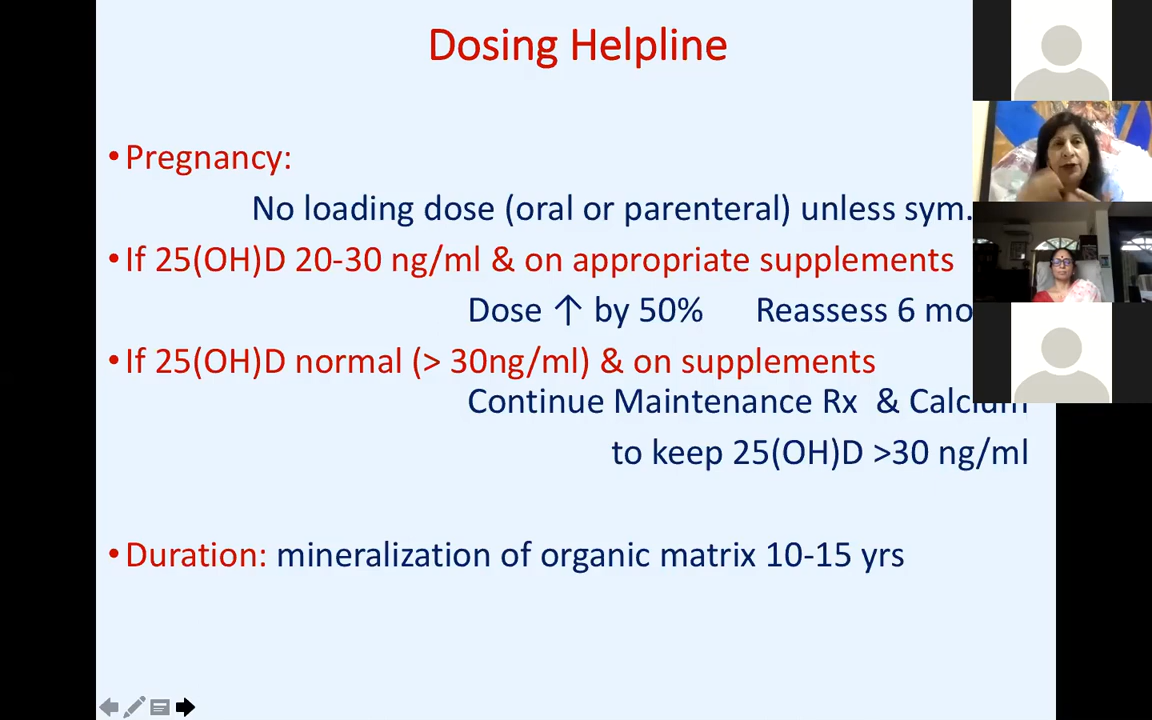 Dosing Helpline
• Pregnancy:
No loading dose (oral or parenteral) unless sym.
• If 25(OH)D 20-30 ng/ml & on appropriate supplements
Dose ↑ by 50% Reassess 6 mo
• If 25(OH)D normal (> 30ng/ml) & on supplements
Continue Maintenance Rx & Calcium
to keep 25(OH)D >30 ng/ml
• Duration: mineralization of organic matrix 10-15 yrs